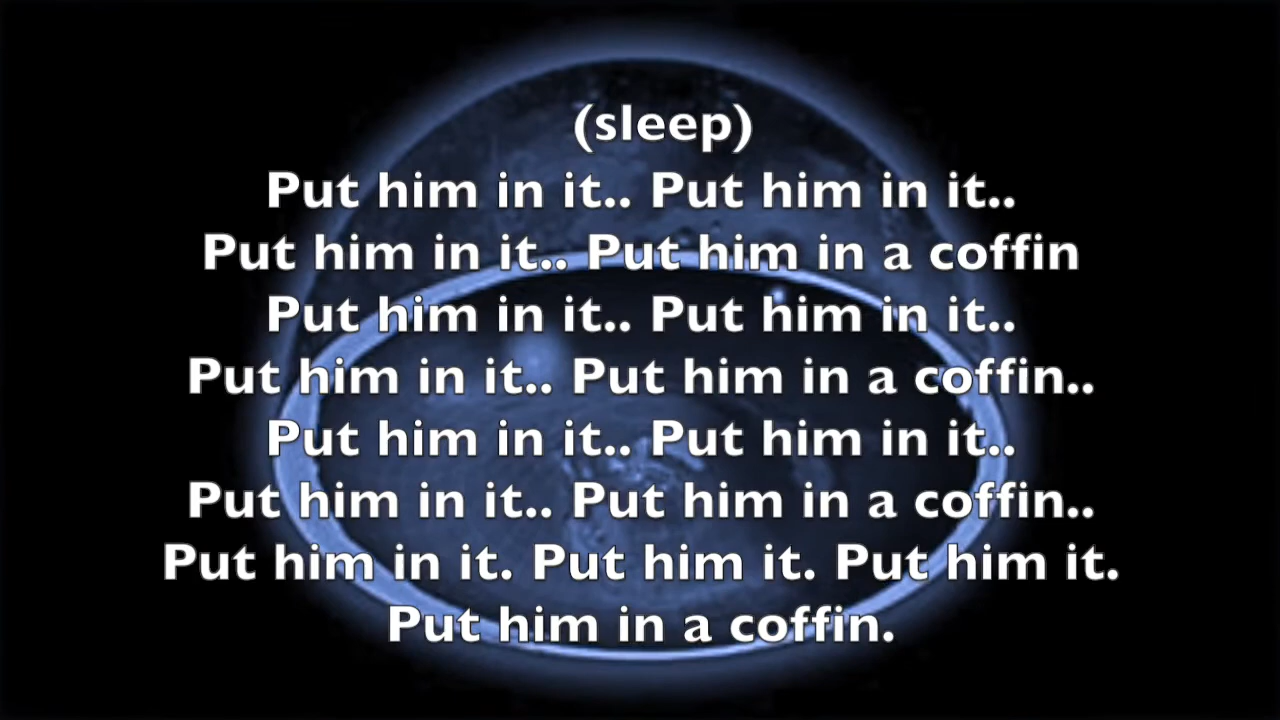 (sleep)
Put him in it.. Put him in it..
Put him in it.. Put him in a coffin
Put him in it.. Put him in it..
Put him in it.. Put him in a coffin..
Put him in it.. Put him in it..
Put him in it.. Put him in a coffin..
Put him in it. Put him it. Put him it.
Put him in a coffin.